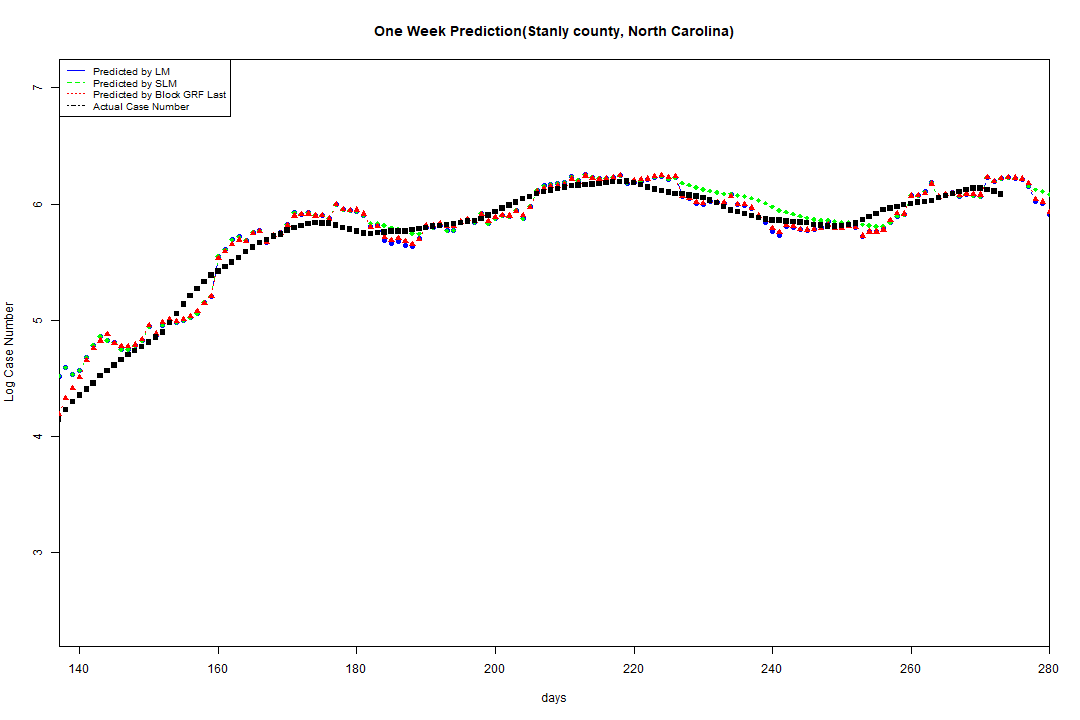 One Week Prediction(Stanly county, North Carolina)
Predicted by LM
Predicted by SLM
Predicted by Block GRF Last
Actual Case Number
7
6
5
4
3
Log Case Number
140 160 180 200 220 240 260 280
days